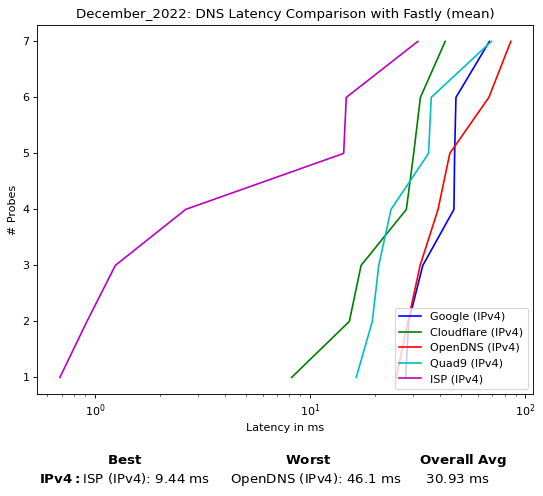 December_2022: DNS Latency Comparison with Fastly (mean)
7
6
5
4
3
2
1
# Probes
Google (IPv4)
Cloudflare (IPv4)
OpenDNS (IPv4)
Quad9 (IPv4)
ISP (IPv4)
10⁰ 10¹ 10²
Latency in ms
Best Worst Overall Avg
IPv4: ISP (IPv4): 9.44 ms OpenDNS (IPv4): 46.1 ms 30.93 ms